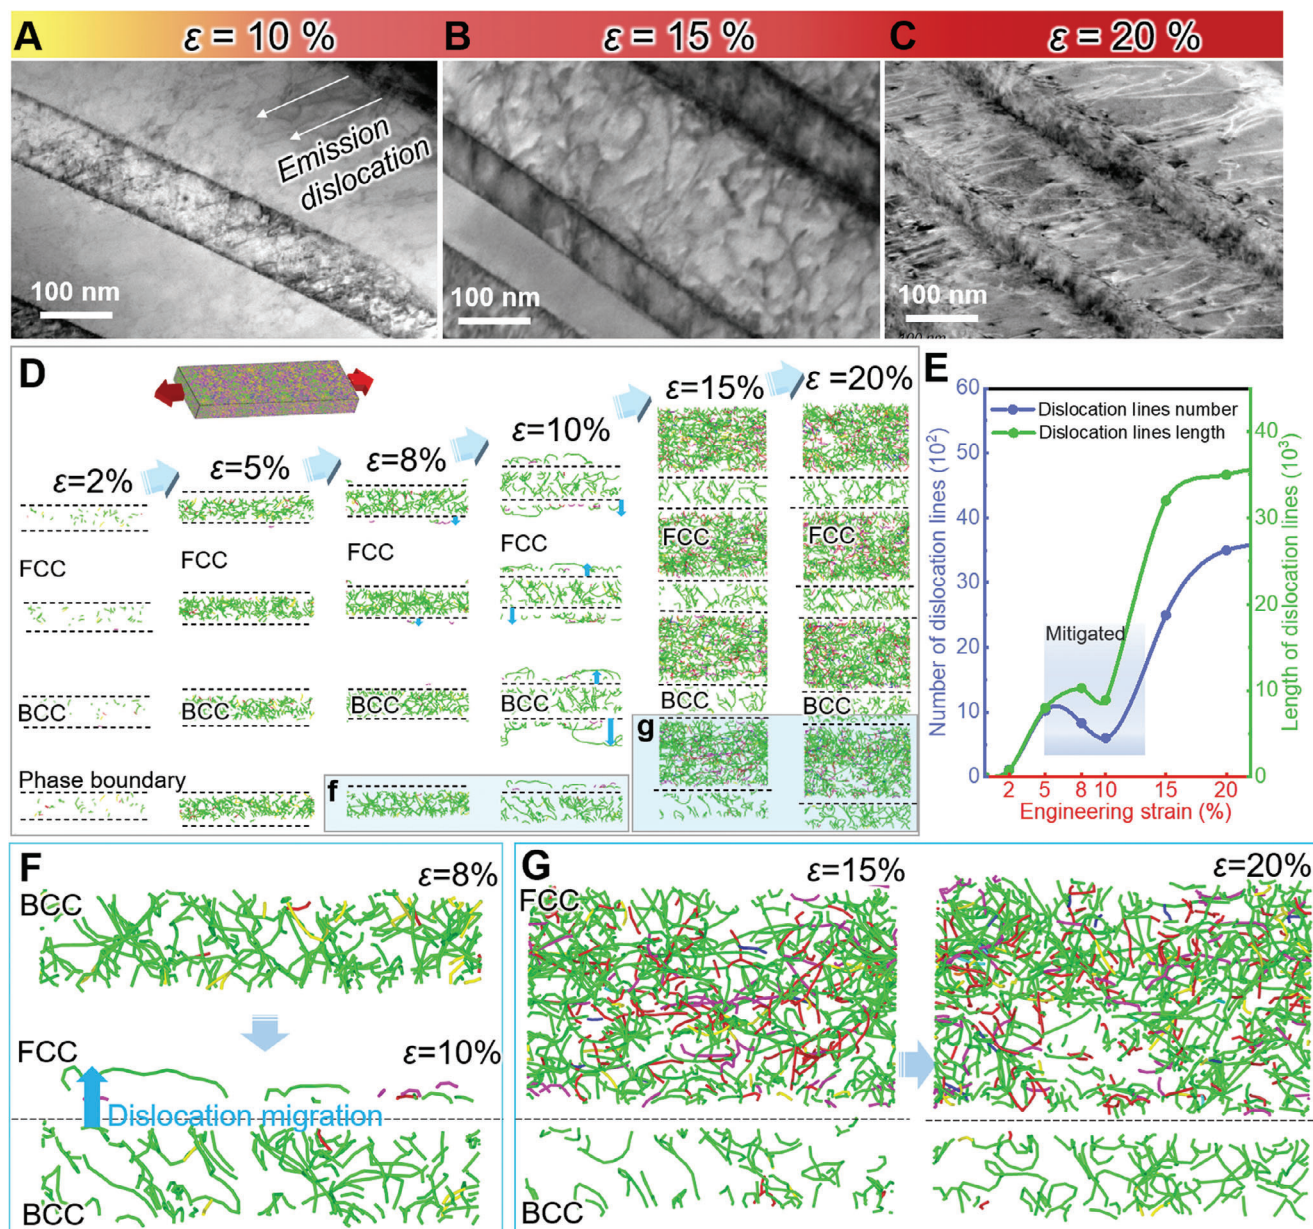 A
ε = 10 %
B
ε = 15 %
C
ε = 20 %
Emission
dislocation
100 nm
100 nm
100 nm
D
ε=2%
ε=5%
ε=8%
ε=10%
ε=15%
ε =20%
FCC
FCC
FCC
FCC
FCC
FCC
BCC
BCC
BCC
BCC
BCC
BCC
Phase boundary
f
g
E
Dislocation lines number
Dislocation lines length
Mitigated
Number of dislocation lines (10²)
60
50
40
30
20
10
0
Length of dislocation lines (10³)
40
30
20
10
0
2
5
8
10
15
20
Engineering strain (%)
F
ε=8%
BCC
FCC
ε=10%
Dislocation migration
BCC
G
ε=15%
FCC
ε=20%
BCC